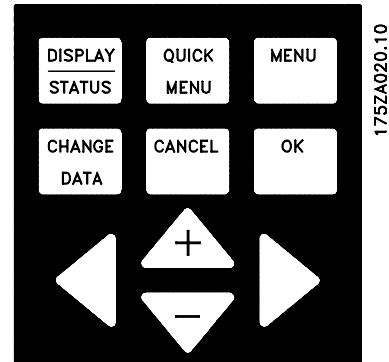 DISPLAY
STATUS
QUICK
MENU
MENU
CHANGE
DATA
CANCEL
OK
+
−
175ZA020.10